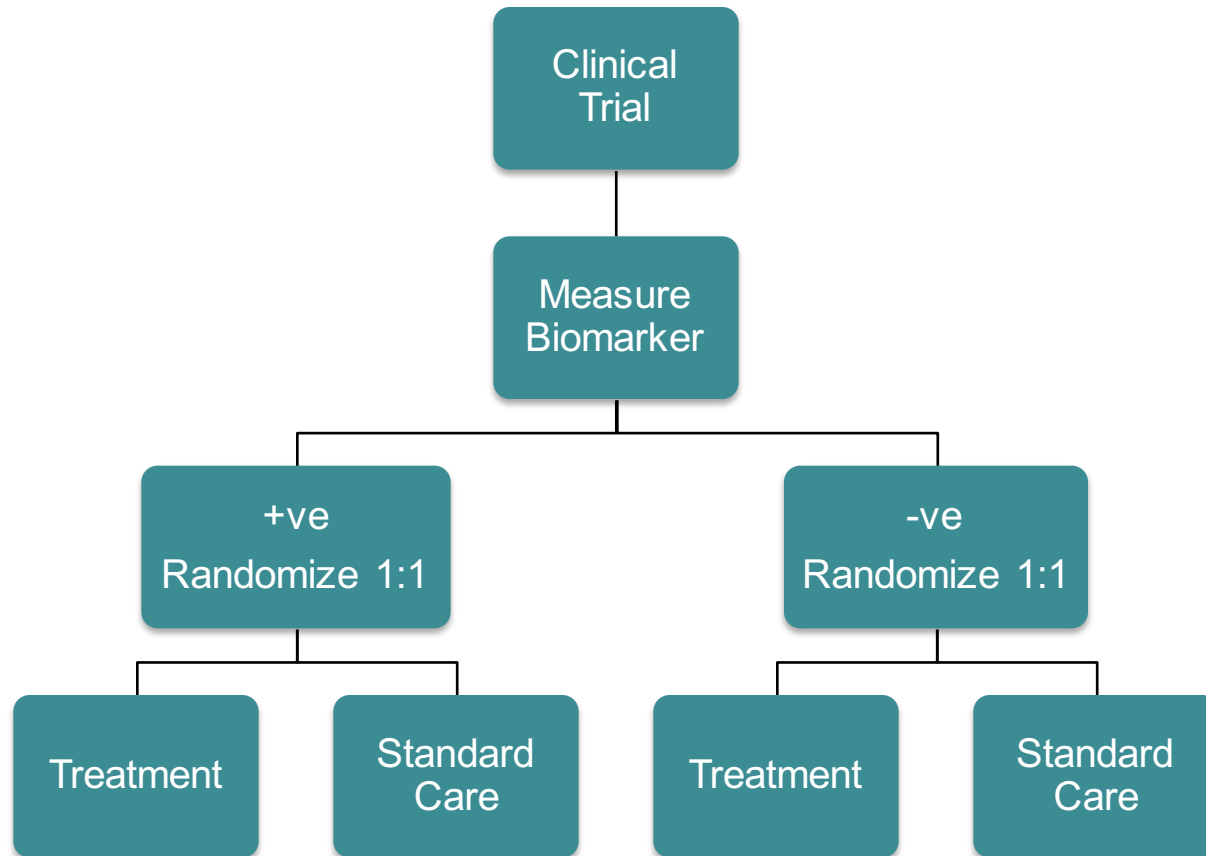 Clinical
Trial
Measure
Biomarker
+ve
Randomize 1:1
-ve
Randomize 1:1
Treatment
Standard
Care
Treatment
Standard
Care